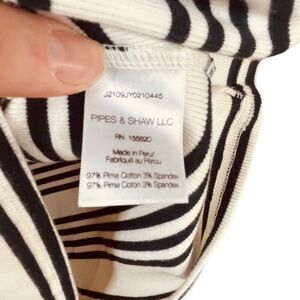 J2109JY0210445
PIPES & SHAW LLC
RN 155820
Made in Peru/
Fabriqué au Pérou
97% Pima Cotton 3% Spandex
97% Pima Cotton 3% Spandex